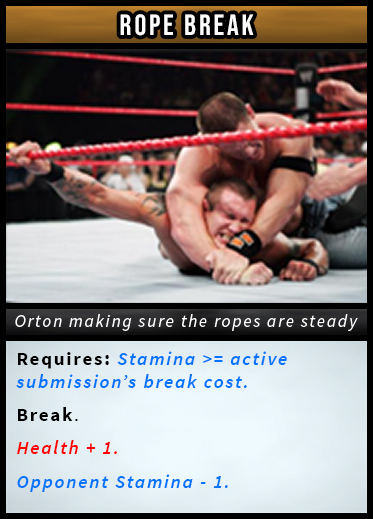 ROPE BREAK
Orton making sure the ropes are steady
Requires: Stamina >= active
submission's break cost.
Break.
Health + 1.
Opponent Stamina - 1.